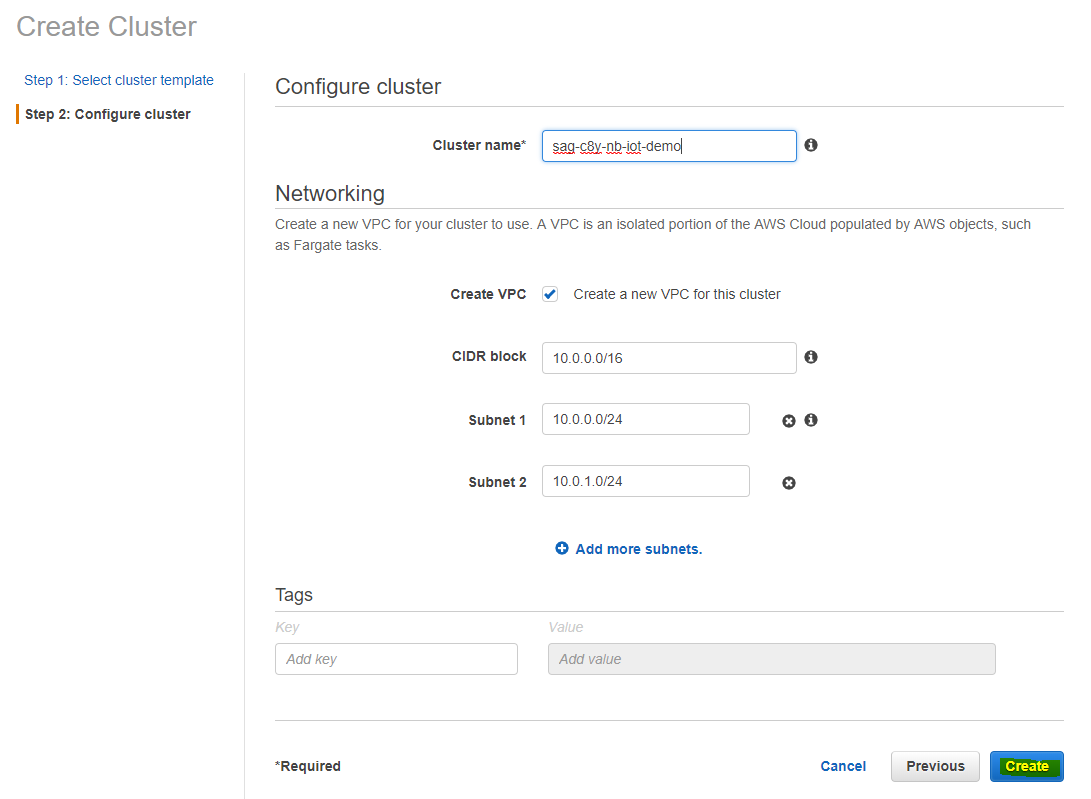 Create Cluster
Step 1: Select cluster template
Step 2: Configure cluster
Configure cluster
Cluster name* sag-c8y-nb-iot-demo
Networking
Create a new VPC for your cluster to use. A VPC is an isolated portion of the AWS Cloud populated by AWS objects, such
as Fargate tasks.
Create VPC Create a new VPC for this cluster
CIDR block 10.0.0.0/16
Subnet 1 10.0.0.0/24
Subnet 2 10.0.1.0/24
Add more subnets.
Tags
Key Value
Add key Add value
*Required Cancel Previous Create